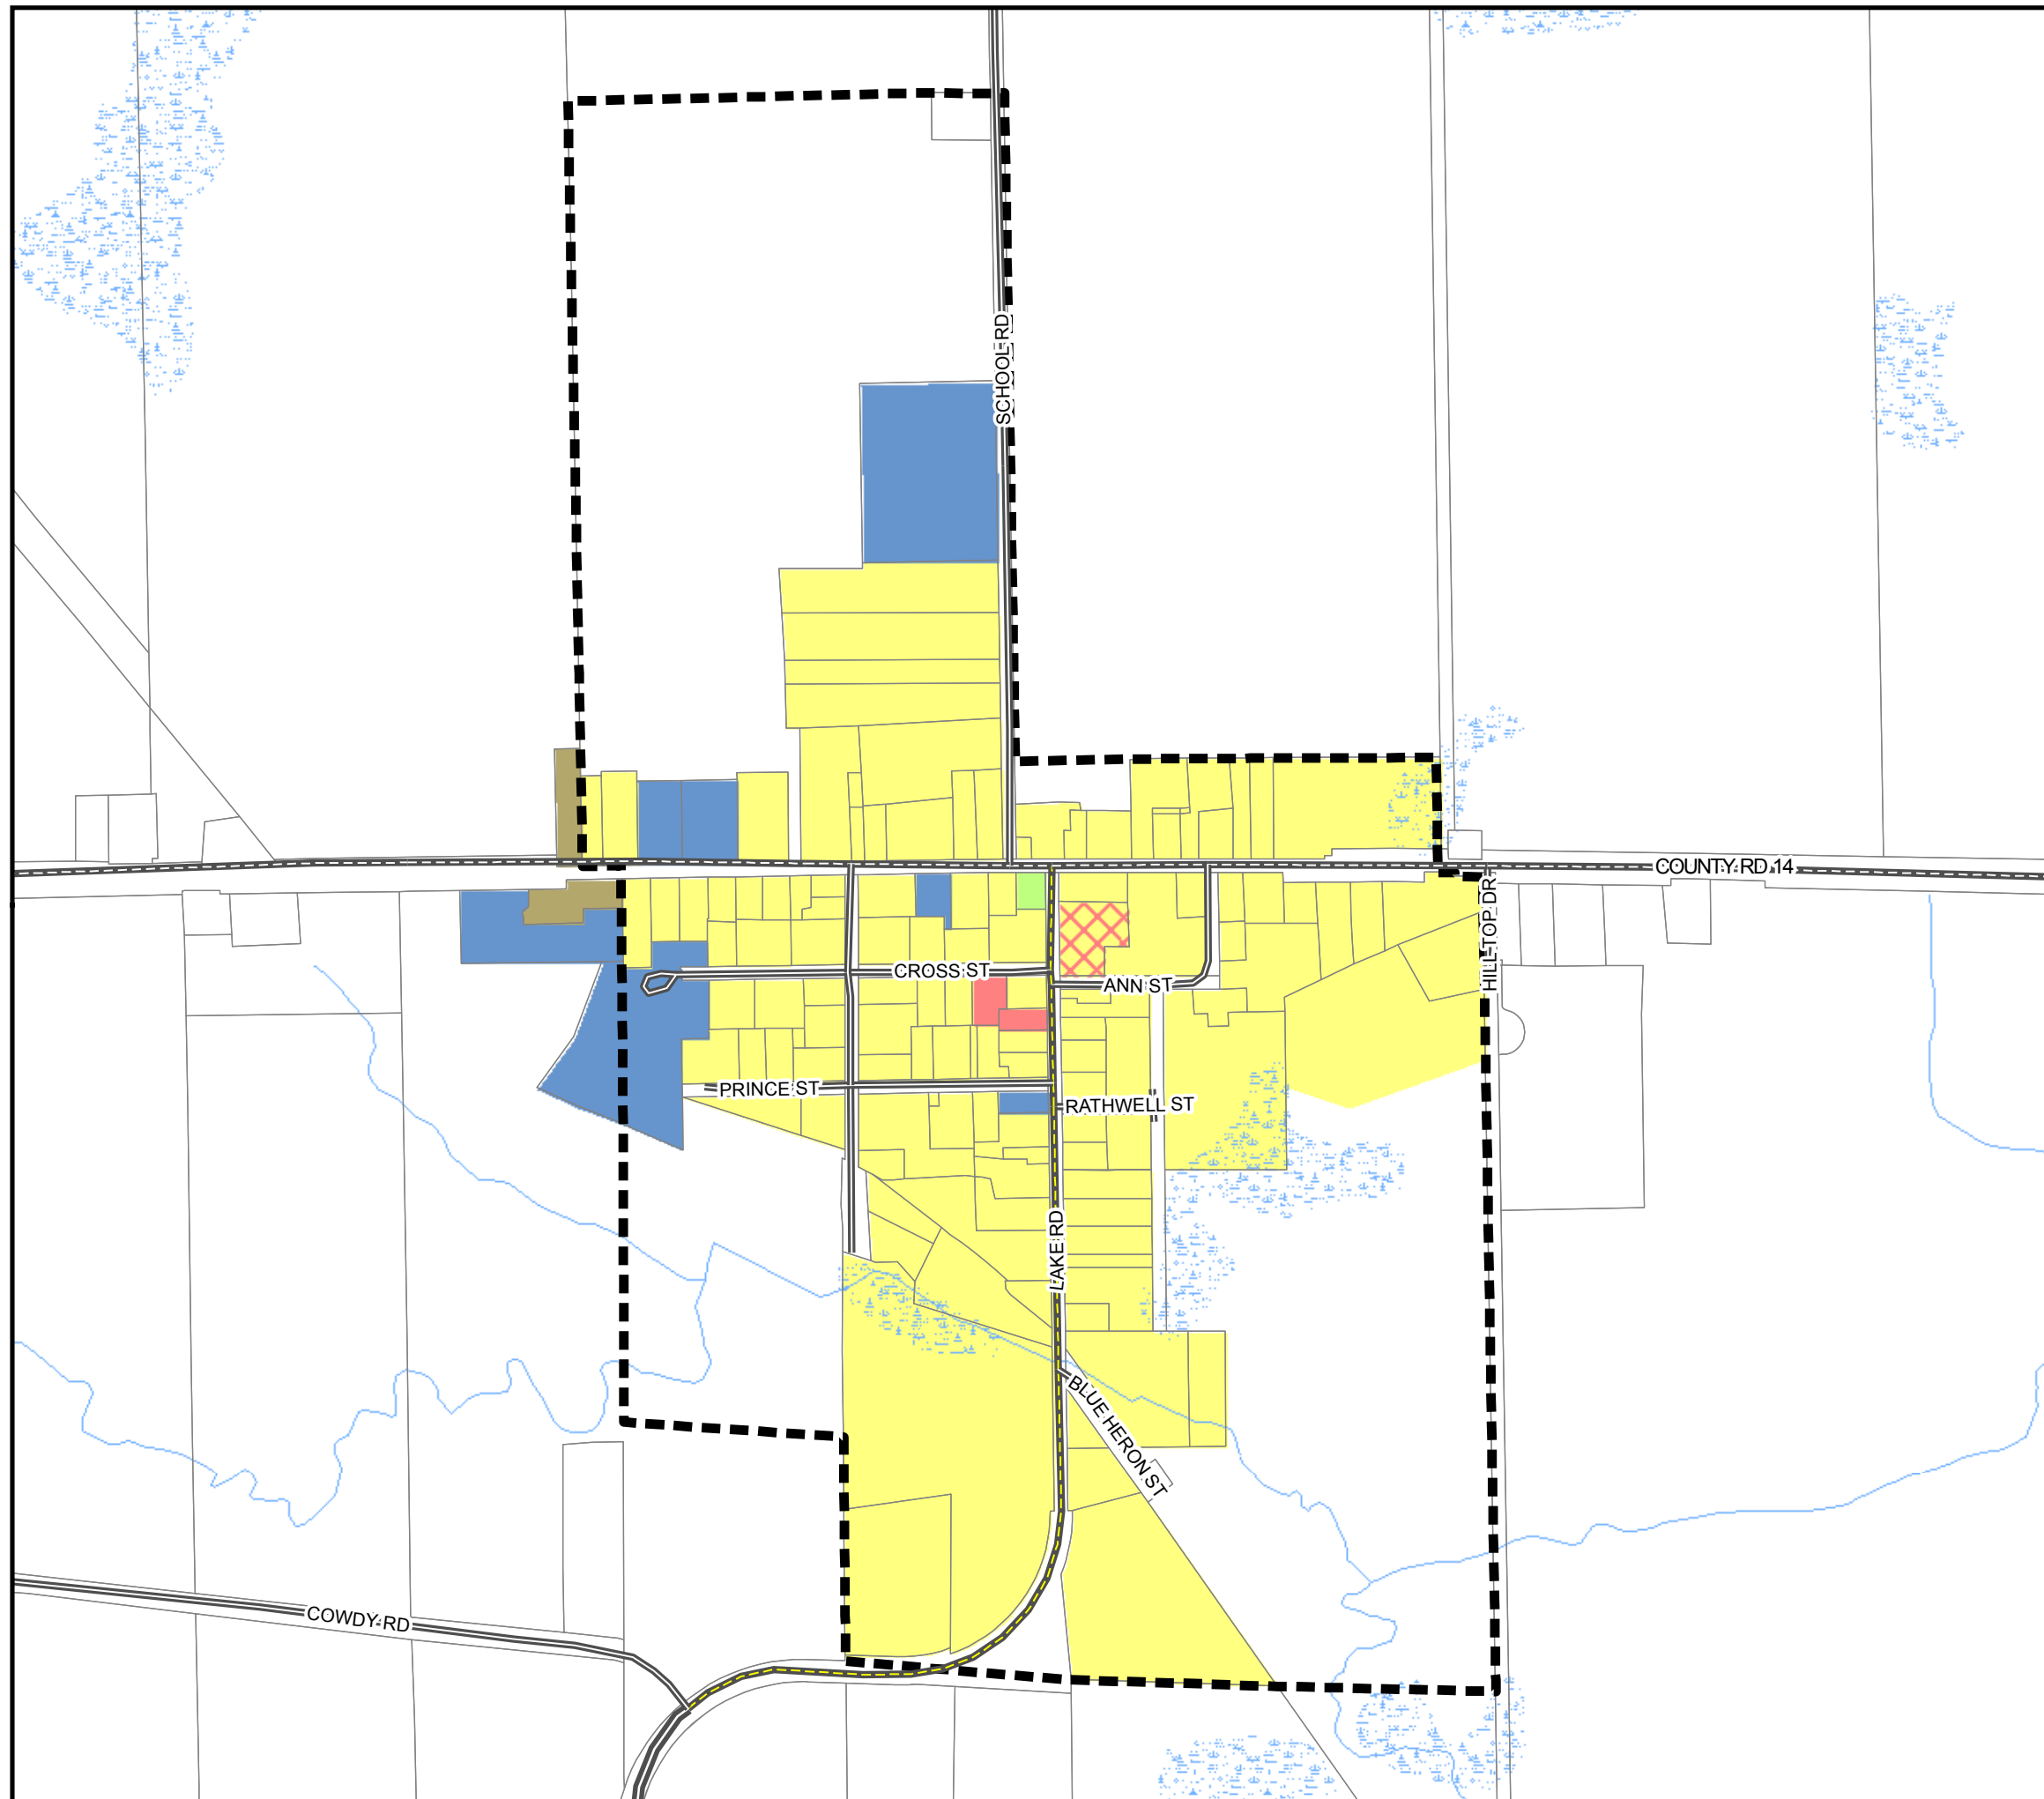 SCHOOL RD
COUNTY RD 14
HILLTOP DR
CROSS ST
ANN ST
PRINCE ST
RATHWELL ST
LAKE RD
BLUE HERON ST
COWDY RD